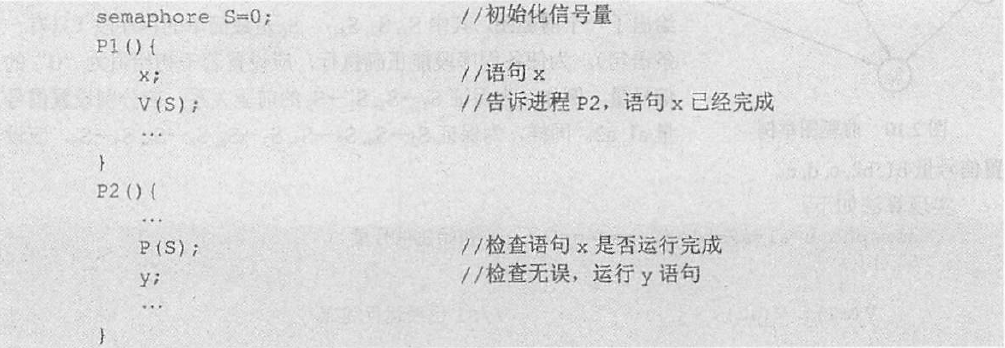 semaphore S=0; //初始化信号量
P1(){
x; //语句 x
V(S); //告诉进程 P2，语句 x 已经完成
...
}
P2(){
...
P(S); //检查语句 x 是否运行完成
y; //检查无误，运行 y 语句
...
}